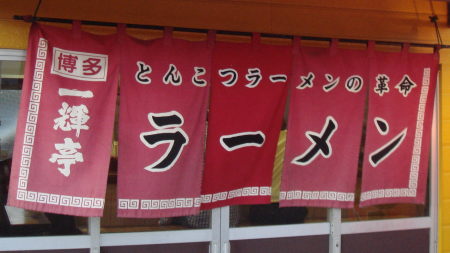 博多
一輝亭
とんこつラーメンの革命
ラーメン